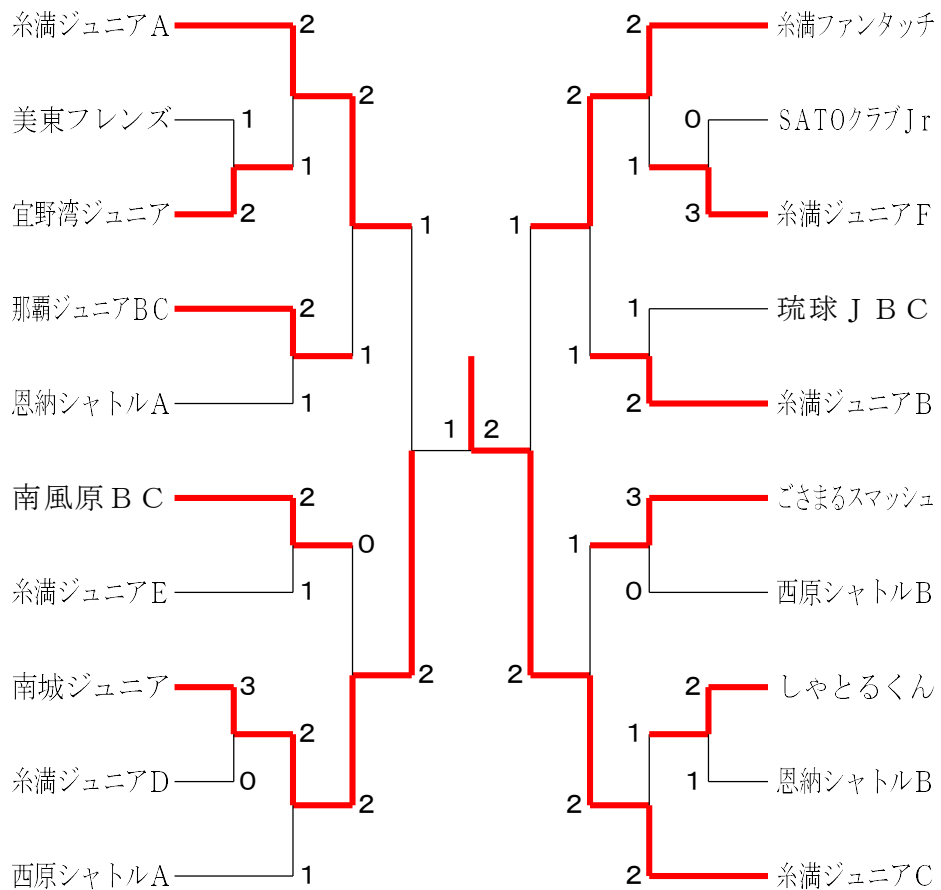 糸満ジュニアA 2 2 糸満ファンタッチ
2 2
美東フレンズ 1 0 SATOクラブJr
1 1
宜野湾ジュニア 2 3 糸満ジュニアF
1 1
那覇ジュニアBC 2 1 琉球JBC
1 1
恩納シャトルA 1 2 糸満ジュニアB
1 2
南風原BC 2 3 ごさまるスマッシュ
0 1
糸満ジュニアE 1 0 西原シャトルB
2 2
南城ジュニア 3 2 しゃとるくん
2 1
糸満ジュニアD 0 1 恩納シャトルB
2 2
西原シャトルA 1 2 糸満ジュニアC